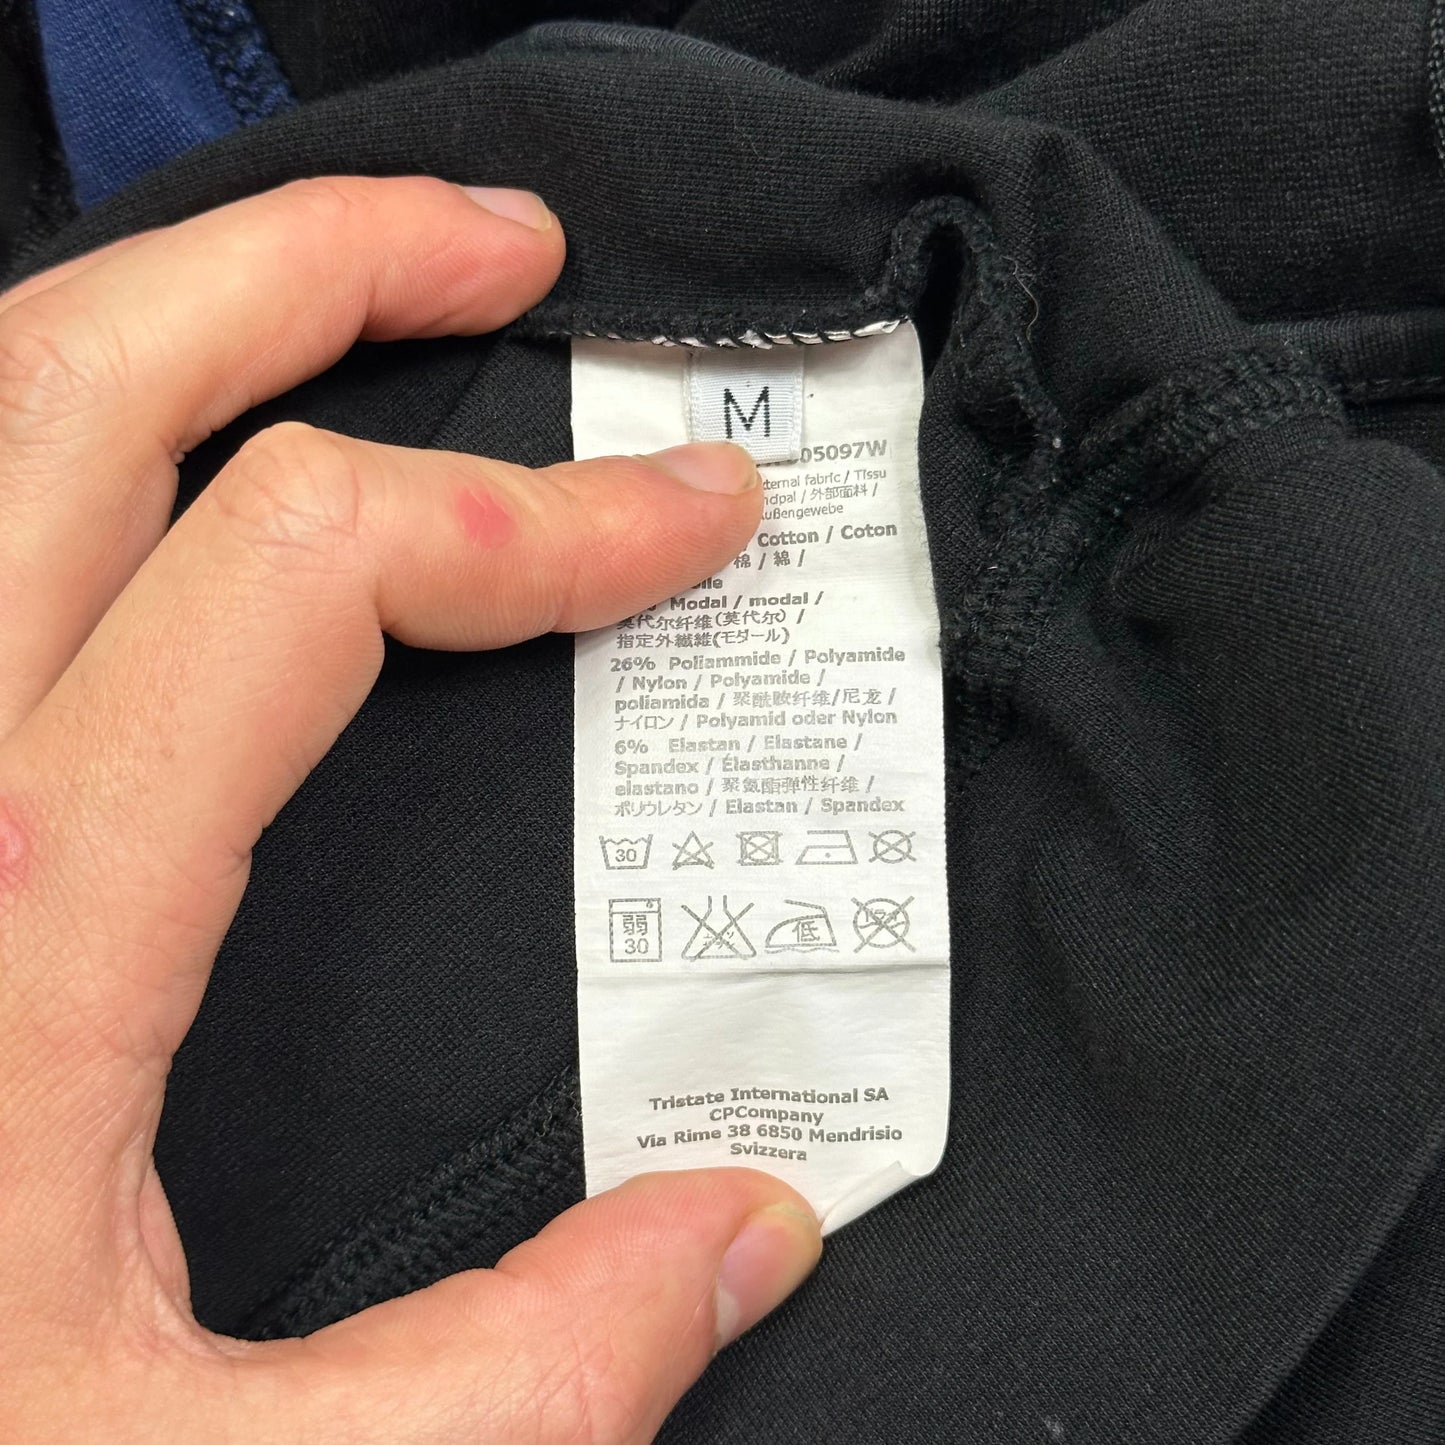 M
05097W
fabric / Tissu
/ 外部面料 /
Cotton / Coton
棉 / 綿 /
Modal / modal /
莫代尔纤维(莫代尔) /
指定外繊維(モダール)
26% Poliammide / Polyamide
/ Nylon / Polyamide /
poliamida / 聚酰胺纤维/尼龙 /
ナイロン / Polyamid oder Nylon
6% Elastan / Elastane /
Spandex / Élasthanne /
elastano / 聚氨酯弹性纤维 /
ポリウレタン / Elastan / Spandex
30
弱
低
30
Tristate International SA
CPCompany
Via Rime 38 6850 Mendrisio
Svizzera